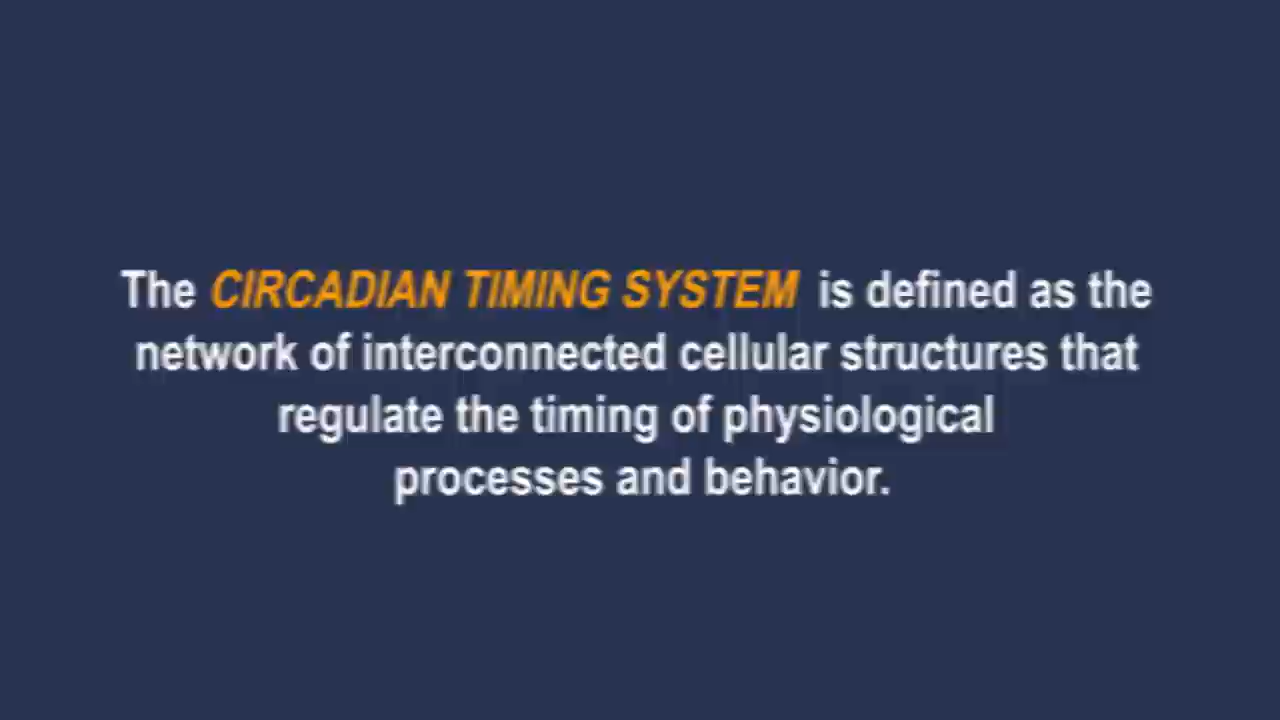 The CIRCADIAN TIMING SYSTEM is defined as the
network of interconnected cellular structures that
regulate the timing of physiological
processes and behavior.